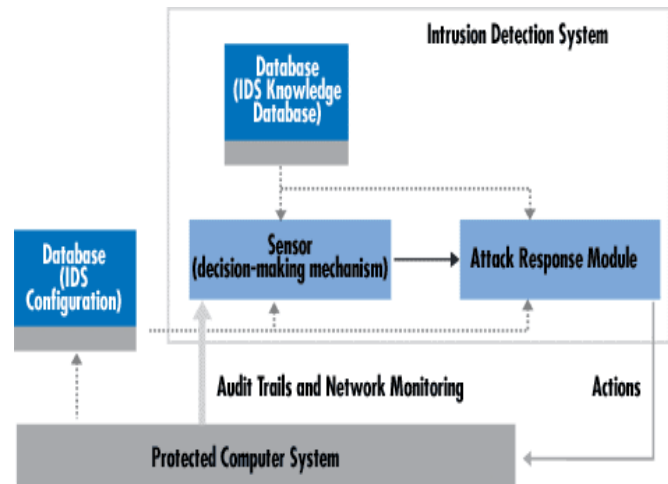 Intrusion Detection System
Database
(IDS Knowledge
Database)
Sensor
(decision-making mechanism)
Attack Response Module
Database
(IDS
Configuration)
Audit Trails and Network Monitoring
Actions
Protected Computer System